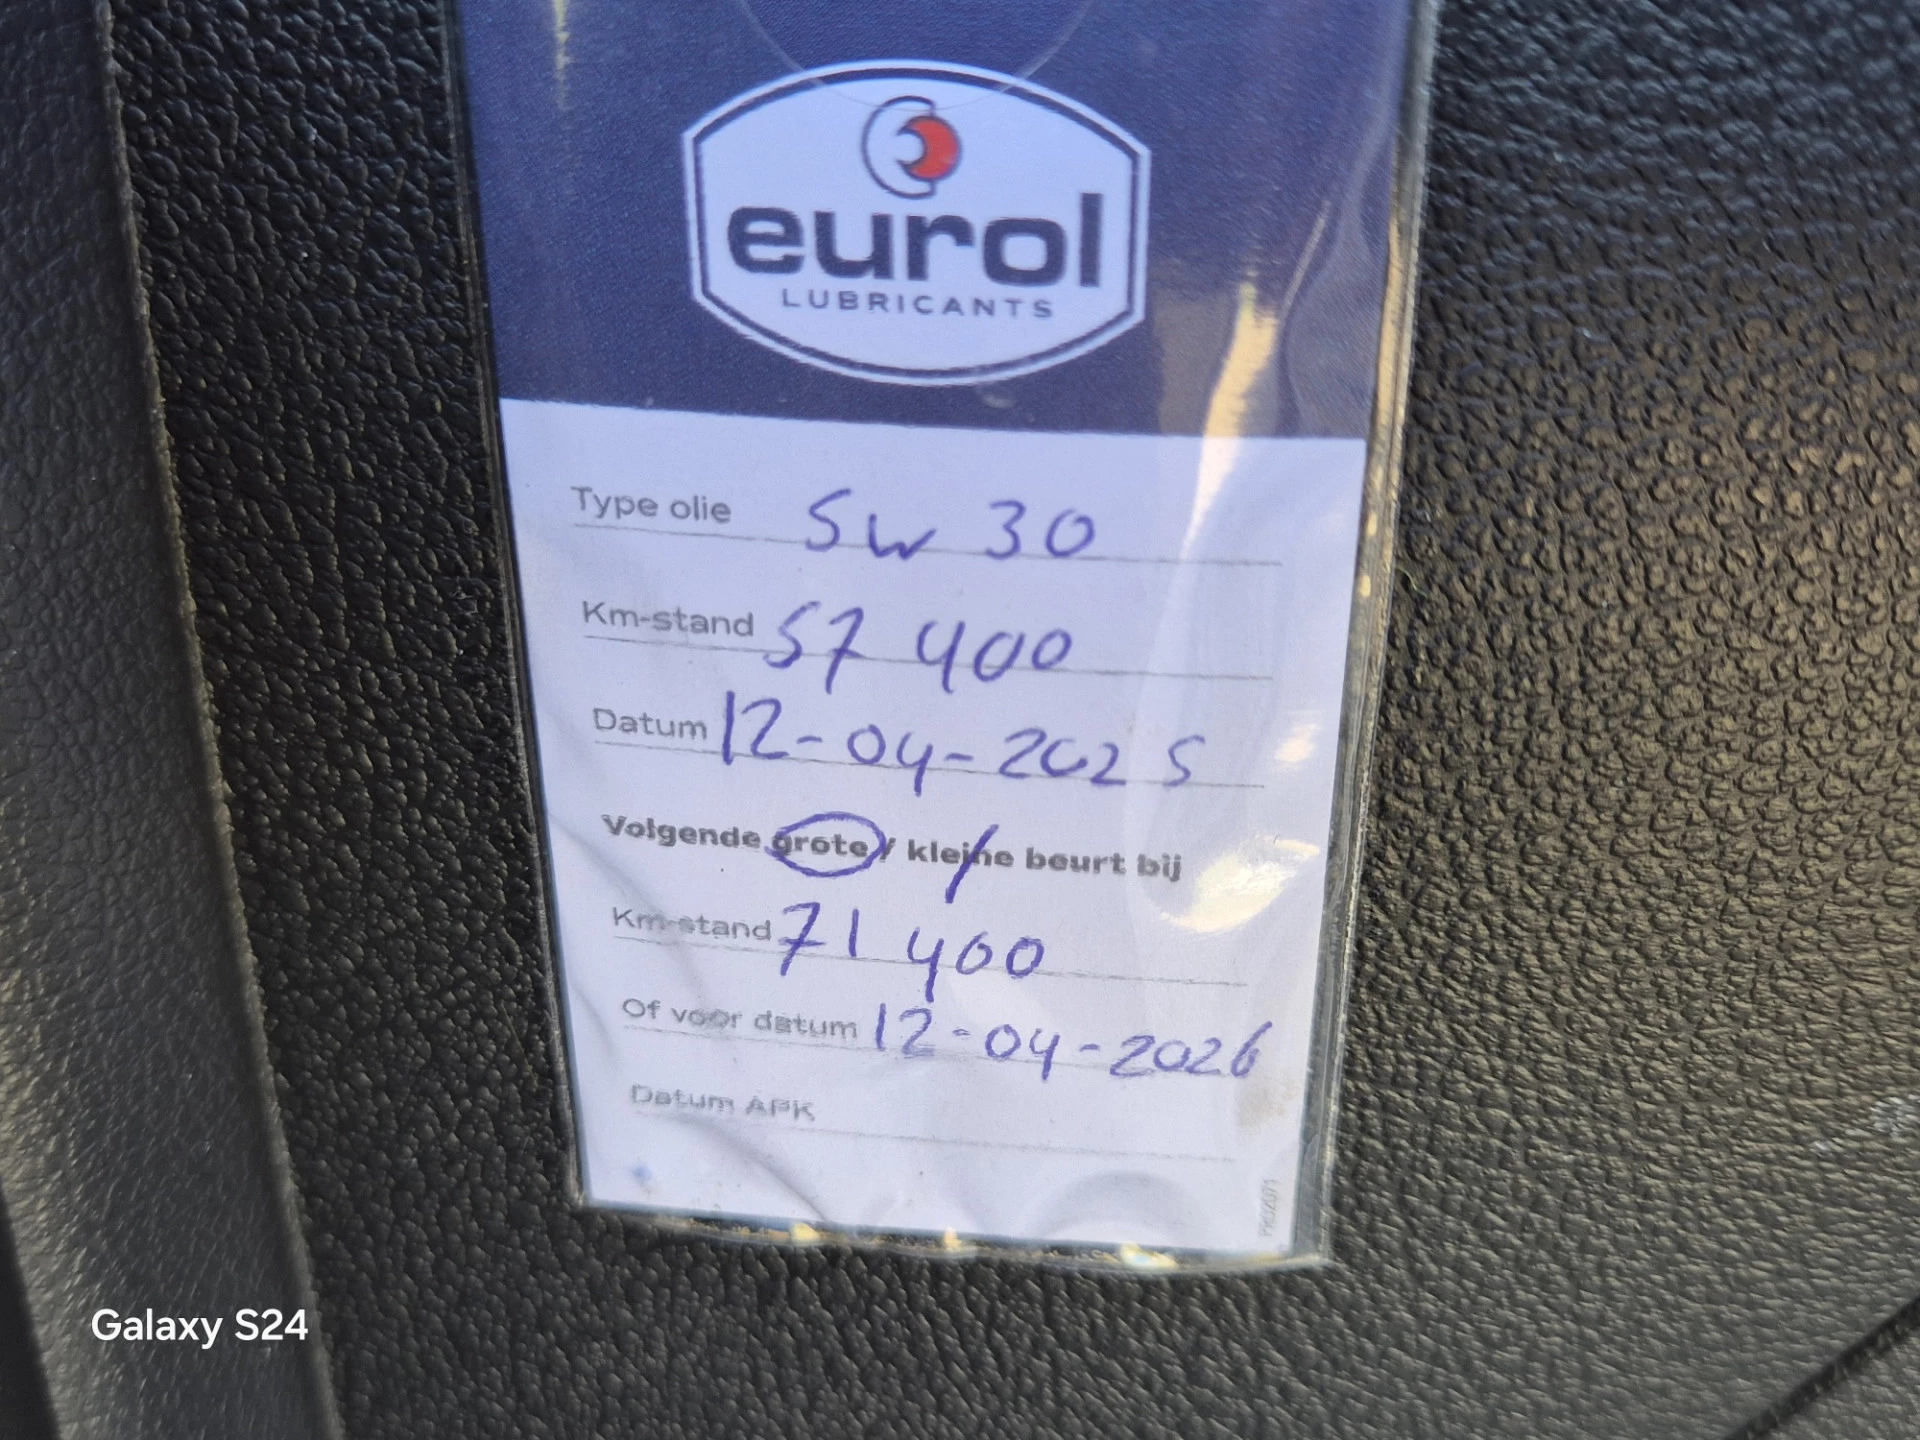 eurol
LUBRICANTS
Type olie 5W 30
Km-stand 57 400
Datum 12-04-2025
Volgende grote / kleine beurt bij
Km-stand 71 400
Of voor datum 12-04-2026
Datum APK
Galaxy S24